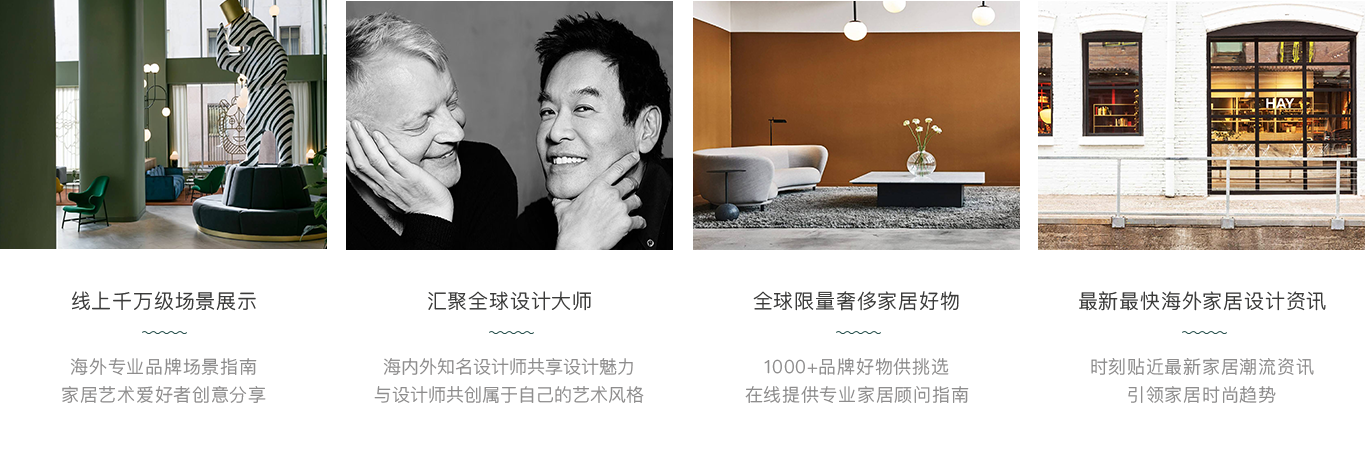 HAY
线上千万级场景展示
海外专业品牌场景指南
家居艺术爱好者创意分享
汇聚全球设计大师
海内外知名设计师共享设计魅力
与设计师共创属于自己的艺术风格
全球限量奢侈家居好物
1000+品牌好物供挑选
在线提供专业家居顾问指南
最新最快海外家居设计资讯
时刻贴近最新家居潮流资讯
引领家居时尚趋势